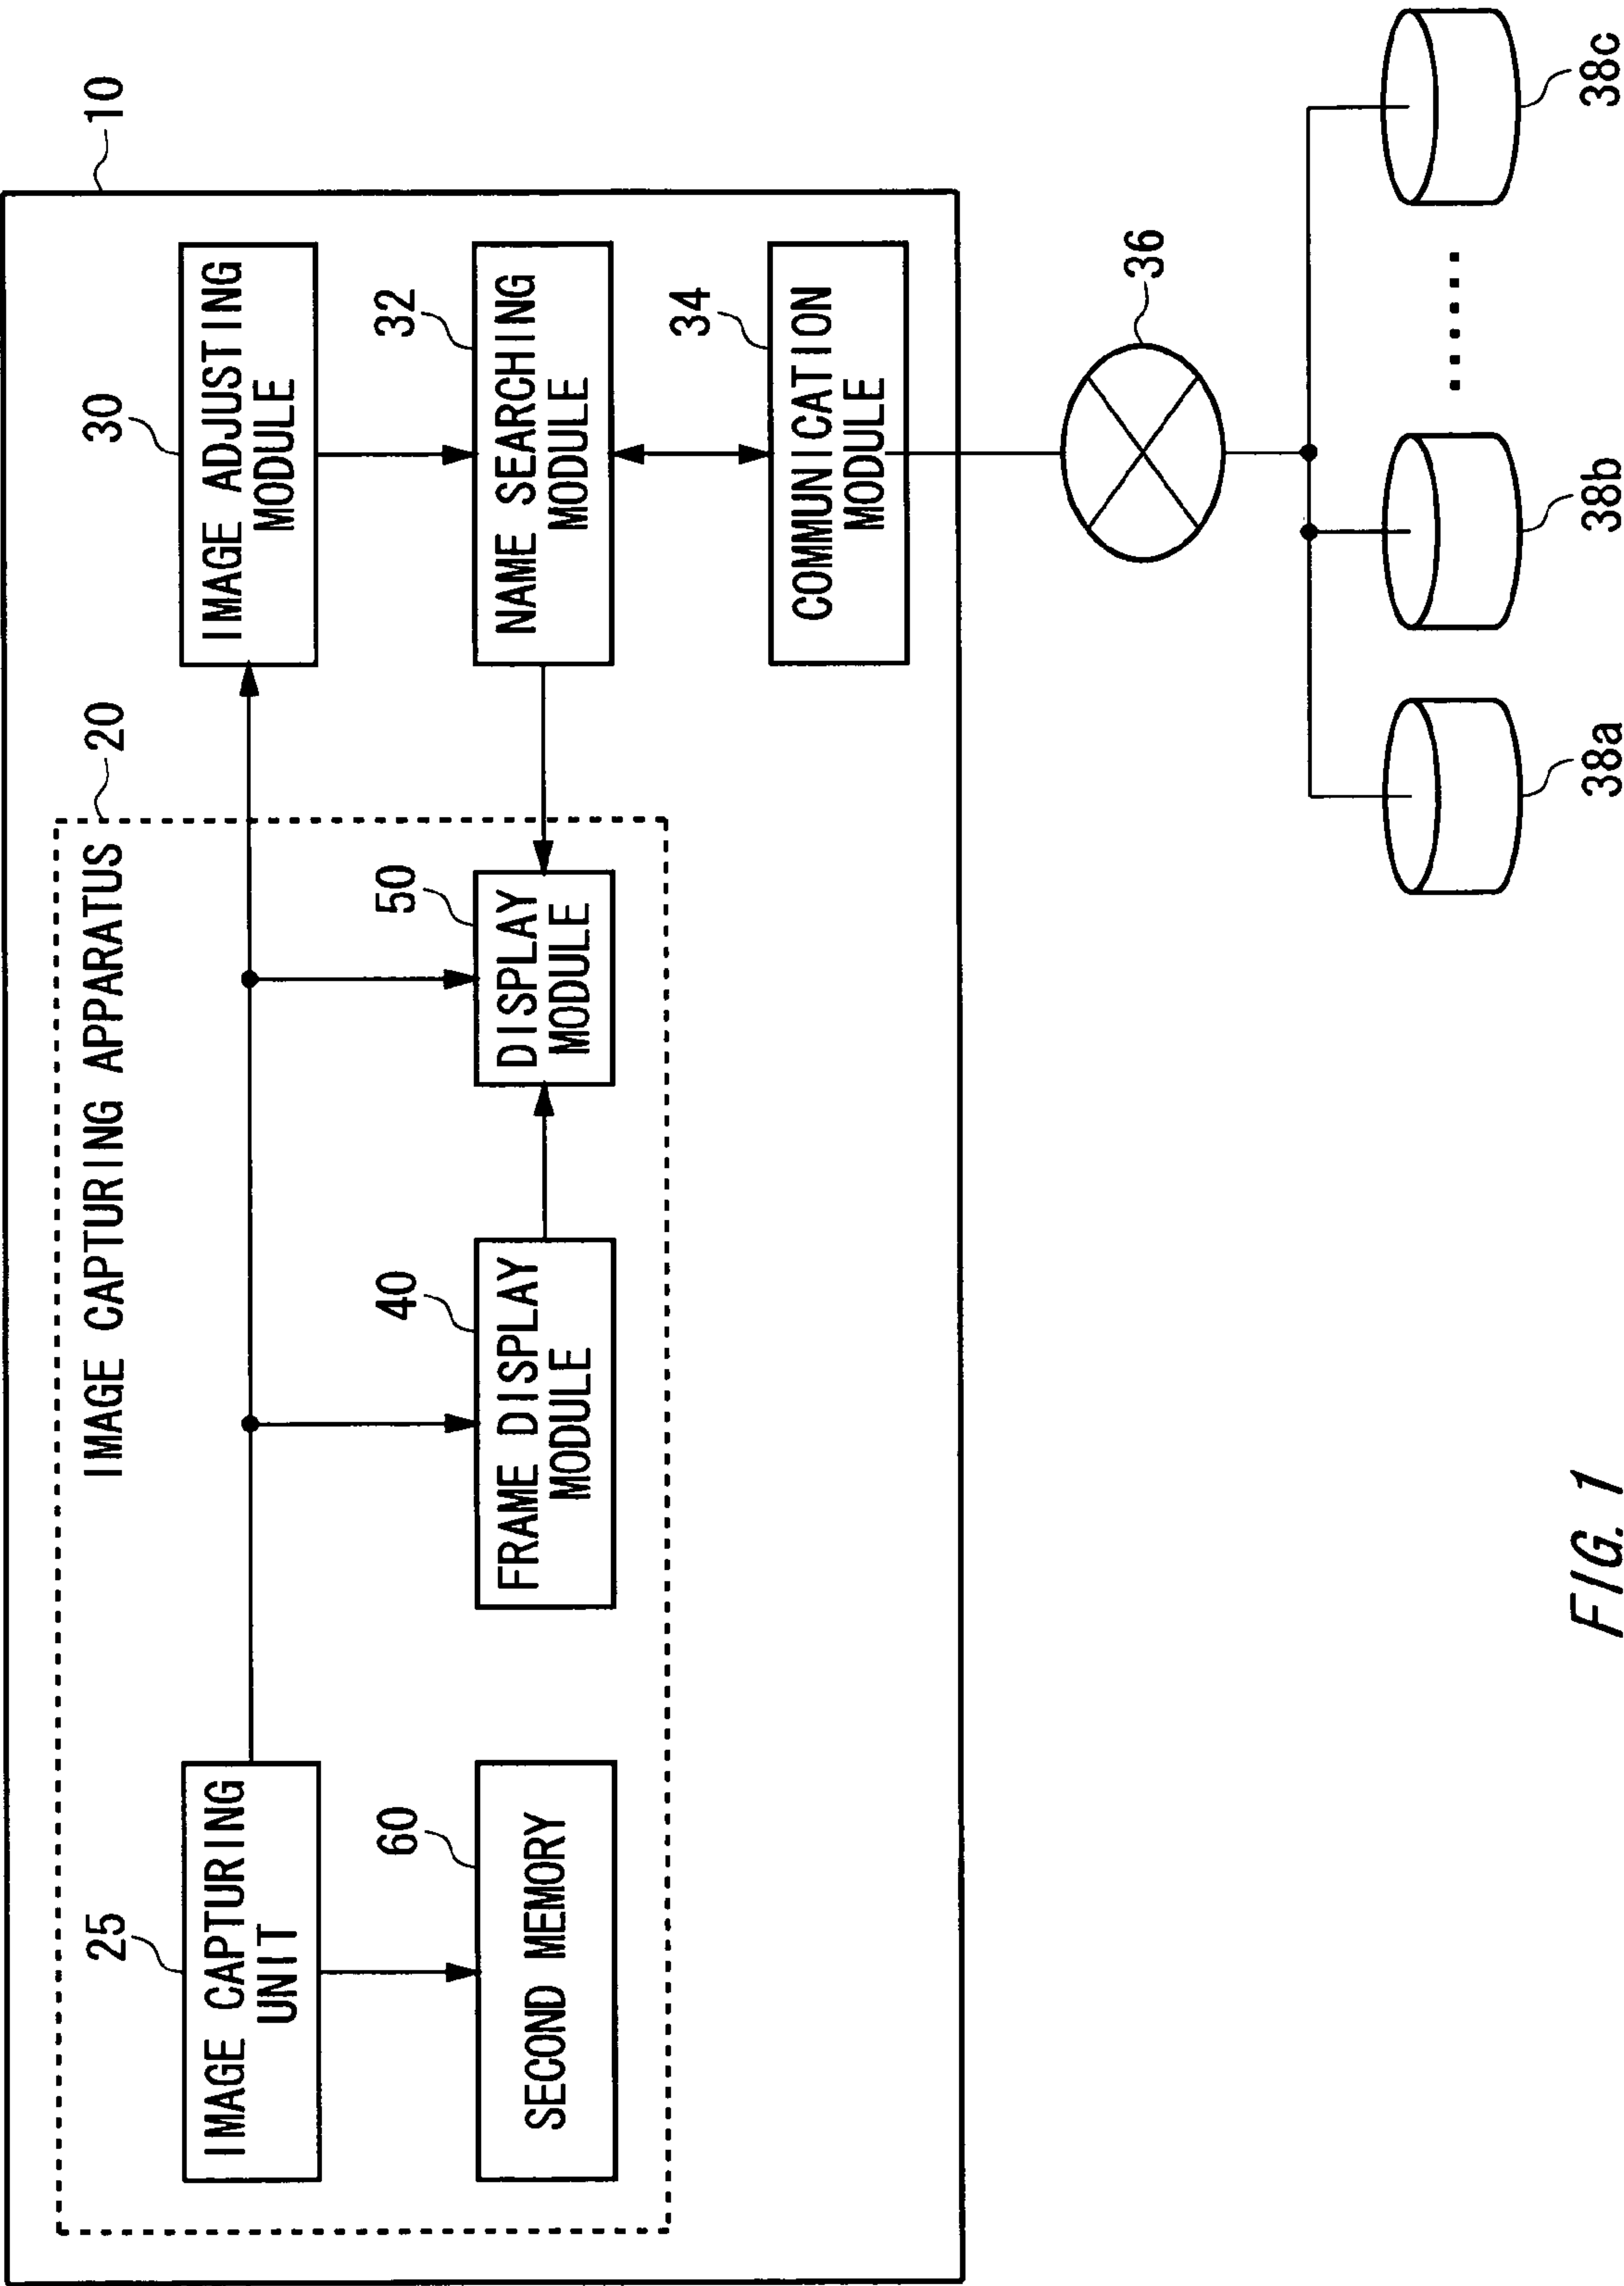 10
20
IMAGE CAPTURING APPARATUS
25
IMAGE CAPTURING
UNIT
30
IMAGE ADJUSTING
MODULE
60
SECOND MEMORY
40
FRAME DISPLAY
MODULE
50
DISPLAY
MODULE
32
NAME SEARCHING
MODULE
34
COMMUNICATION
MODULE
36
38a
38b
38c
FIG. 1